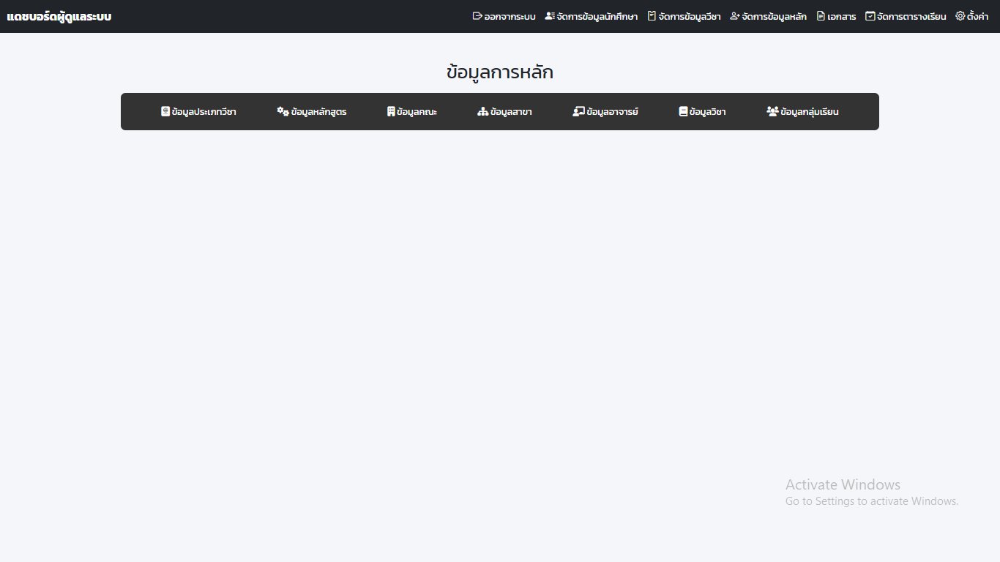 แดชบอร์ดผู้ดูแลระบบ
ออกจากระบบ จัดการข้อมูลนักศึกษา จัดการข้อมูลวีชา จัดการข้อมูลหลัก เอกสาร จัดการตารางเรียน ตั้งค่า
ข้อมูลการหลัก
ข้อมูลประเภทวีชา ข้อมูลหลักสูตร ข้อมูลคณะ ข้อมูลสาขา ข้อมูลอาจารย์ ข้อมูลวิชา ข้อมูลกลุ่มเรียน
Activate Windows
Go to Settings to activate Windows.